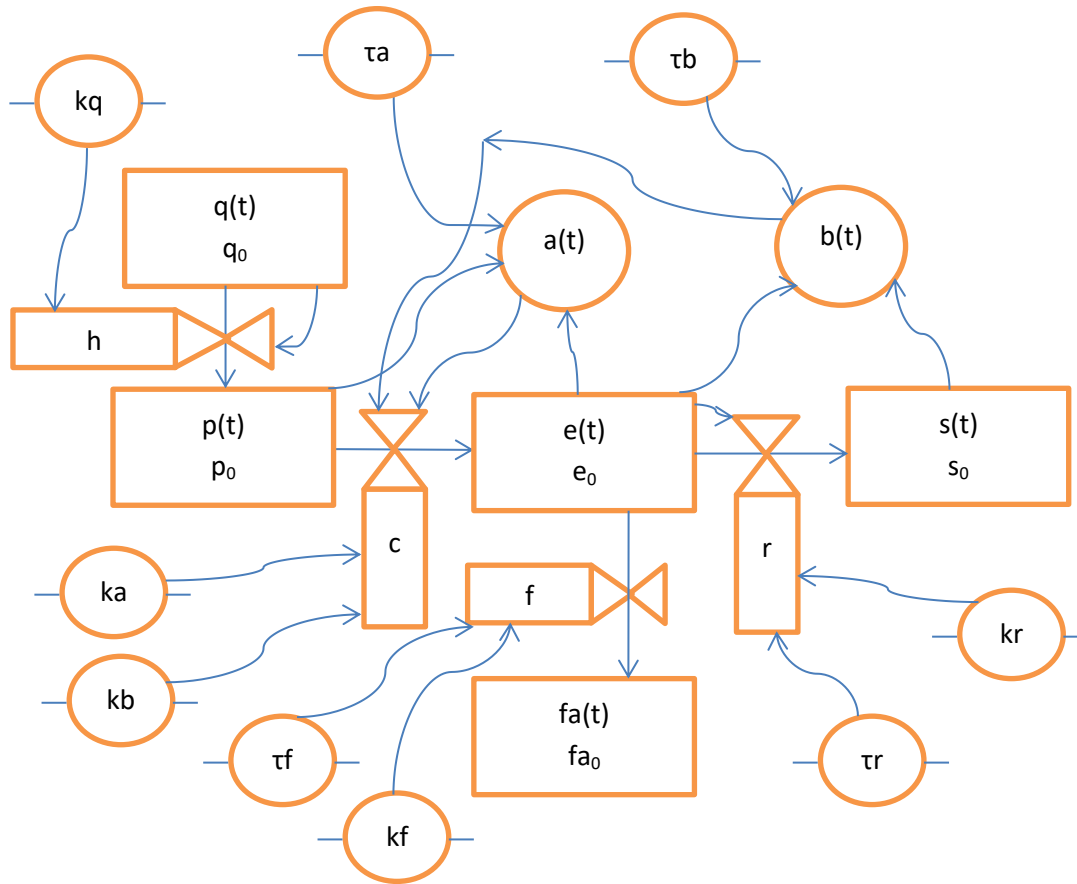 τa
τb
kq
q(t)
q₀
a(t)
b(t)
h
p(t)
p₀
e(t)
e₀
s(t)
s₀
c
r
ka
f
kr
kb
fa(t)
fa₀
τf
τr
kf